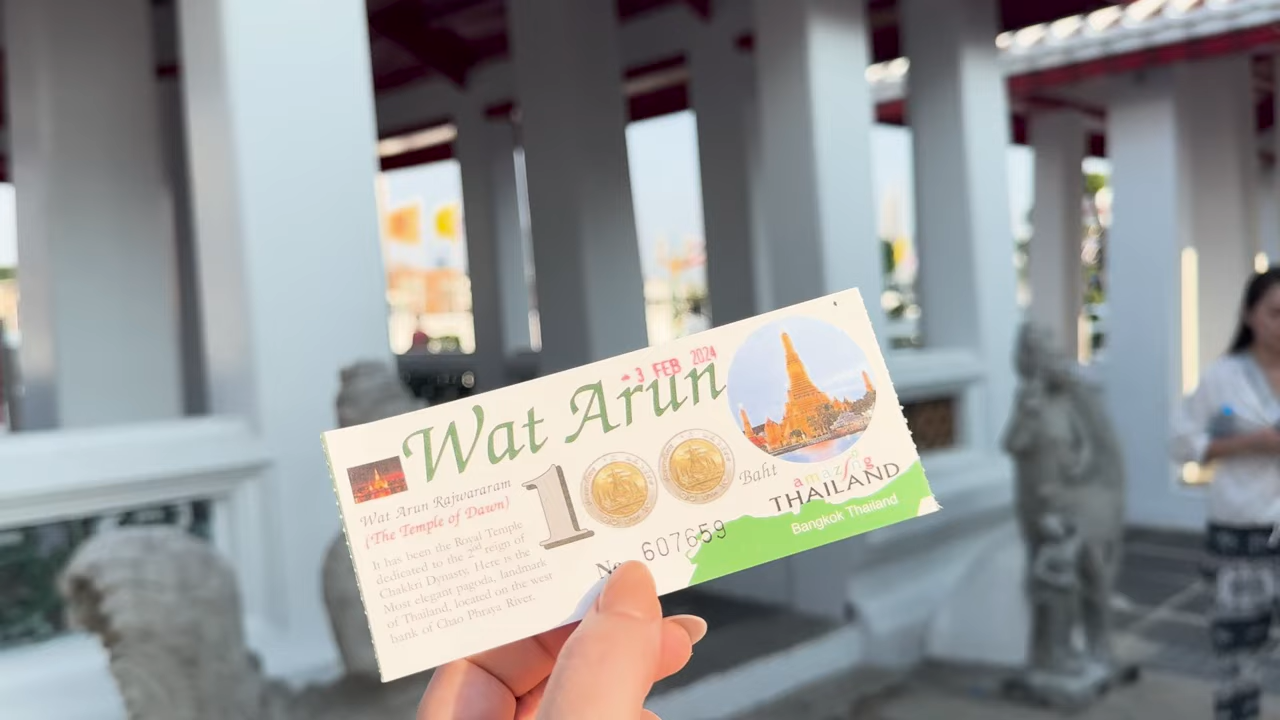 - 3 FEB 2024
Wat Arun
Wat Arun Rajwararam
(The Temple of Dawn)
It has been the Royal Temple
dedicated to the 2nd reign of
Chakkri Dynasty. Here is the
Most elegant pagoda, landmark
of Thailand, located on the west
bank of Chao Phraya River.
1
Baht
No 607659
amazing
THAILAND
Bangkok Thailand